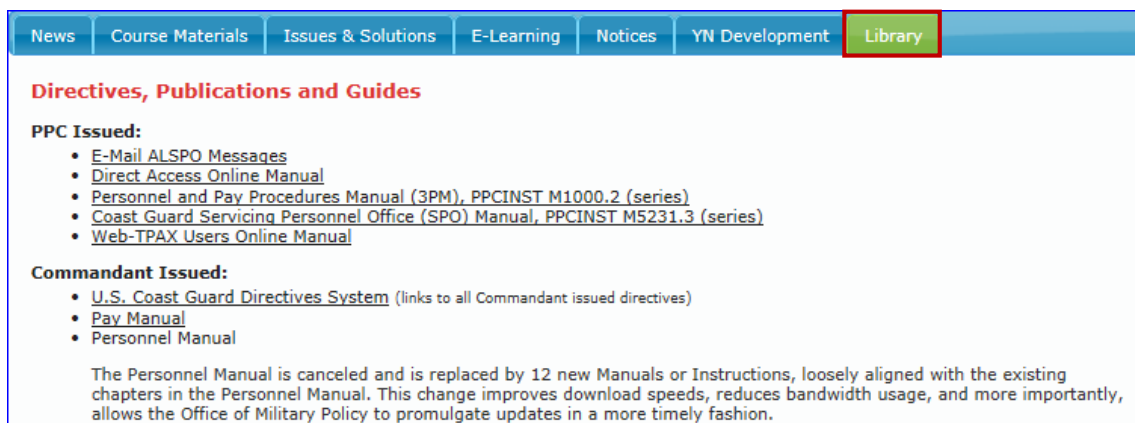 News Course Materials Issues & Solutions E-Learning Notices YN Development Library
Directives, Publications and Guides
PPC Issued:
• E-Mail ALSPO Messages
• Direct Access Online Manual
• Personnel and Pay Procedures Manual (3PM), PPCINST M1000.2 (series)
• Coast Guard Servicing Personnel Office (SPO) Manual, PPCINST M5231.3 (series)
• Web-TPAX Users Online Manual
Commandant Issued:
• U.S. Coast Guard Directives System (links to all Commandant issued directives)
• Pay Manual
• Personnel Manual
The Personnel Manual is canceled and is replaced by 12 new Manuals or Instructions, loosely aligned with the existing
chapters in the Personnel Manual. This change improves download speeds, reduces bandwidth usage, and more importantly,
allows the Office of Military Policy to promulgate updates in a more timely fashion.